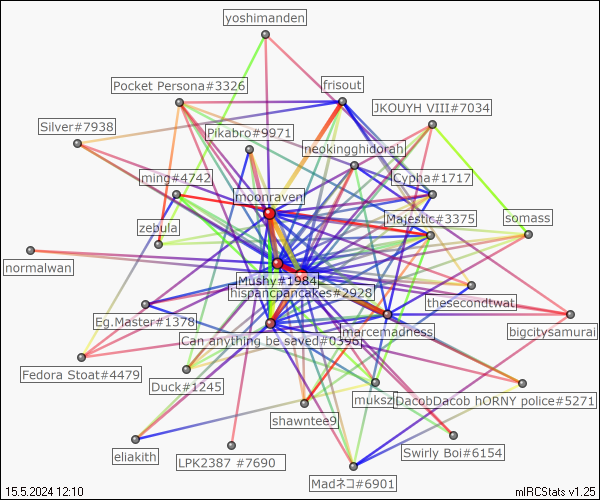 yoshimanden
Pocket Persona#3326
frisout
JKOUYH VIII#7034
Silver#7938
Pikabro#9971
neokingghidorah
ming#4742
Cypha#1717
moonraven
Majestic#3375
somass
zebula
normalwan
Mushy#1984
hispancpancakes#2928
thesecondtwat
Eg.Master#1378
marcemadness
bigcitysamurai
Can anything be saved#0396
Fedora Stoat#4479
Duck#1245
muksz
DacobDacob hORNY police#5271
shawntee9
eliakith
LPK2387 #7690
Swirly Boi#6154
Madネコ#6901
15.5.2024 12:10
mIRCStats v1.25